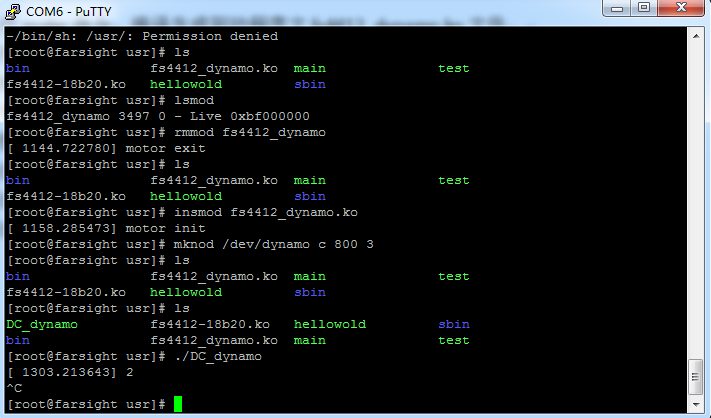 COM6 - PuTTY
-/bin/sh: /usr/: Permission denied
[root@farsight usr]# ls
bin fs4412_dynamo.ko main test
fs4412-18b20.ko hellowold sbin
[root@farsight usr]# lsmod
fs4412_dynamo 3497 0 - Live 0xbf000000
[root@farsight usr]# rmmod fs4412_dynamo
[ 1144.722780] motor exit
[root@farsight usr]# ls
bin fs4412_dynamo.ko main test
fs4412-18b20.ko hellowold sbin
[root@farsight usr]# insmod fs4412_dynamo.ko
[ 1158.285473] motor init
[root@farsight usr]# mknod /dev/dynamo c 800 3
[root@farsight usr]# ls
bin fs4412_dynamo.ko main test
fs4412-18b20.ko hellowold sbin
[root@farsight usr]# ls
DC_dynamo fs4412-18b20.ko hellowold sbin
bin fs4412_dynamo.ko main test
[root@farsight usr]# ./DC_dynamo
[ 1303.213643] 2
^C
[root@farsight usr]#